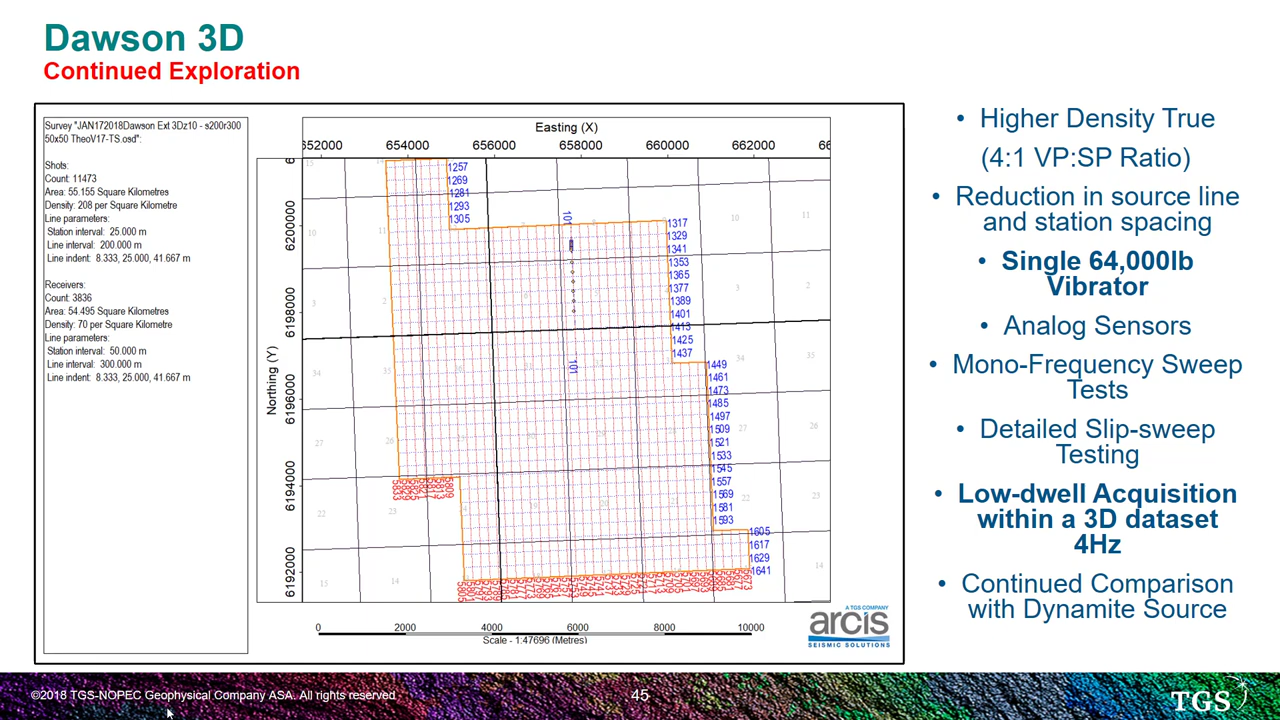 Dawson 3D
Continued Exploration
Survey "JAN172018Dawson Ext 3Dz10 - s200r300
50x50 TheoV17-TS.osd":
Shots:
Count: 11473
Area: 55.155 Square Kilometres
Density: 208 per Square Kilometre
Line parameters:
Station interval: 25.000 m
Line interval: 200.000 m
Line indent: 8.333, 25.000, 41.667 m
Receivers:
Count: 3836
Area: 54.495 Square Kilometres
Density: 70 per Square Kilometre
Line parameters:
Station interval: 50.000 m
Line interval: 300.000 m
Line indent: 8.333, 25.000, 41.667 m
Easting (X)
652000 654000 656000 658000 660000 662000 66
Northing (Y)
6
6200000
6198000
6196000
6194000
6192000
1257
1269
1281
1293
1305
101
1317
1329
1341
1353
1365
1377
1389
1401
1413
1425
1437
101
1449
1461
1473
1485
1497
1509
1521
1533
1545
1557
1569
1581
1593
1605
1617
1629
1641
0 2000 4000 6000 8000 10000
Scale - 1:47696 (Metres)
A TGS COMPANY
arcis
SEISMIC SOLUTIONS
• Higher Density True
(4:1 VP:SP Ratio)
• Reduction in source line
and station spacing
• Single 64,000lb
Vibrator
• Analog Sensors
• Mono-Frequency Sweep
Tests
• Detailed Slip-sweep
Testing
• Low-dwell Acquisition
within a 3D dataset
4Hz
• Continued Comparison
with Dynamite Source
©2018 TGS-NOPEC Geophysical Company ASA. All rights reserved
45
TGS